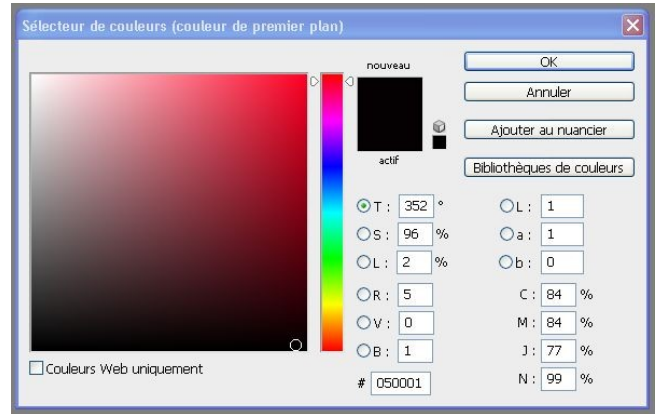 Sélecteur de couleurs (couleur de premier plan)
nouveau
actif
OK
Annuler
Ajouter au nuancier
Bibliothèques de couleurs
T : 352 °
S : 96 %
L : 2 %
R : 5
V : 0
B : 1
# 050001
L : 1
a : 1
b : 0
C : 84 %
M : 84 %
J : 77 %
N : 99 %
Couleurs Web uniquement